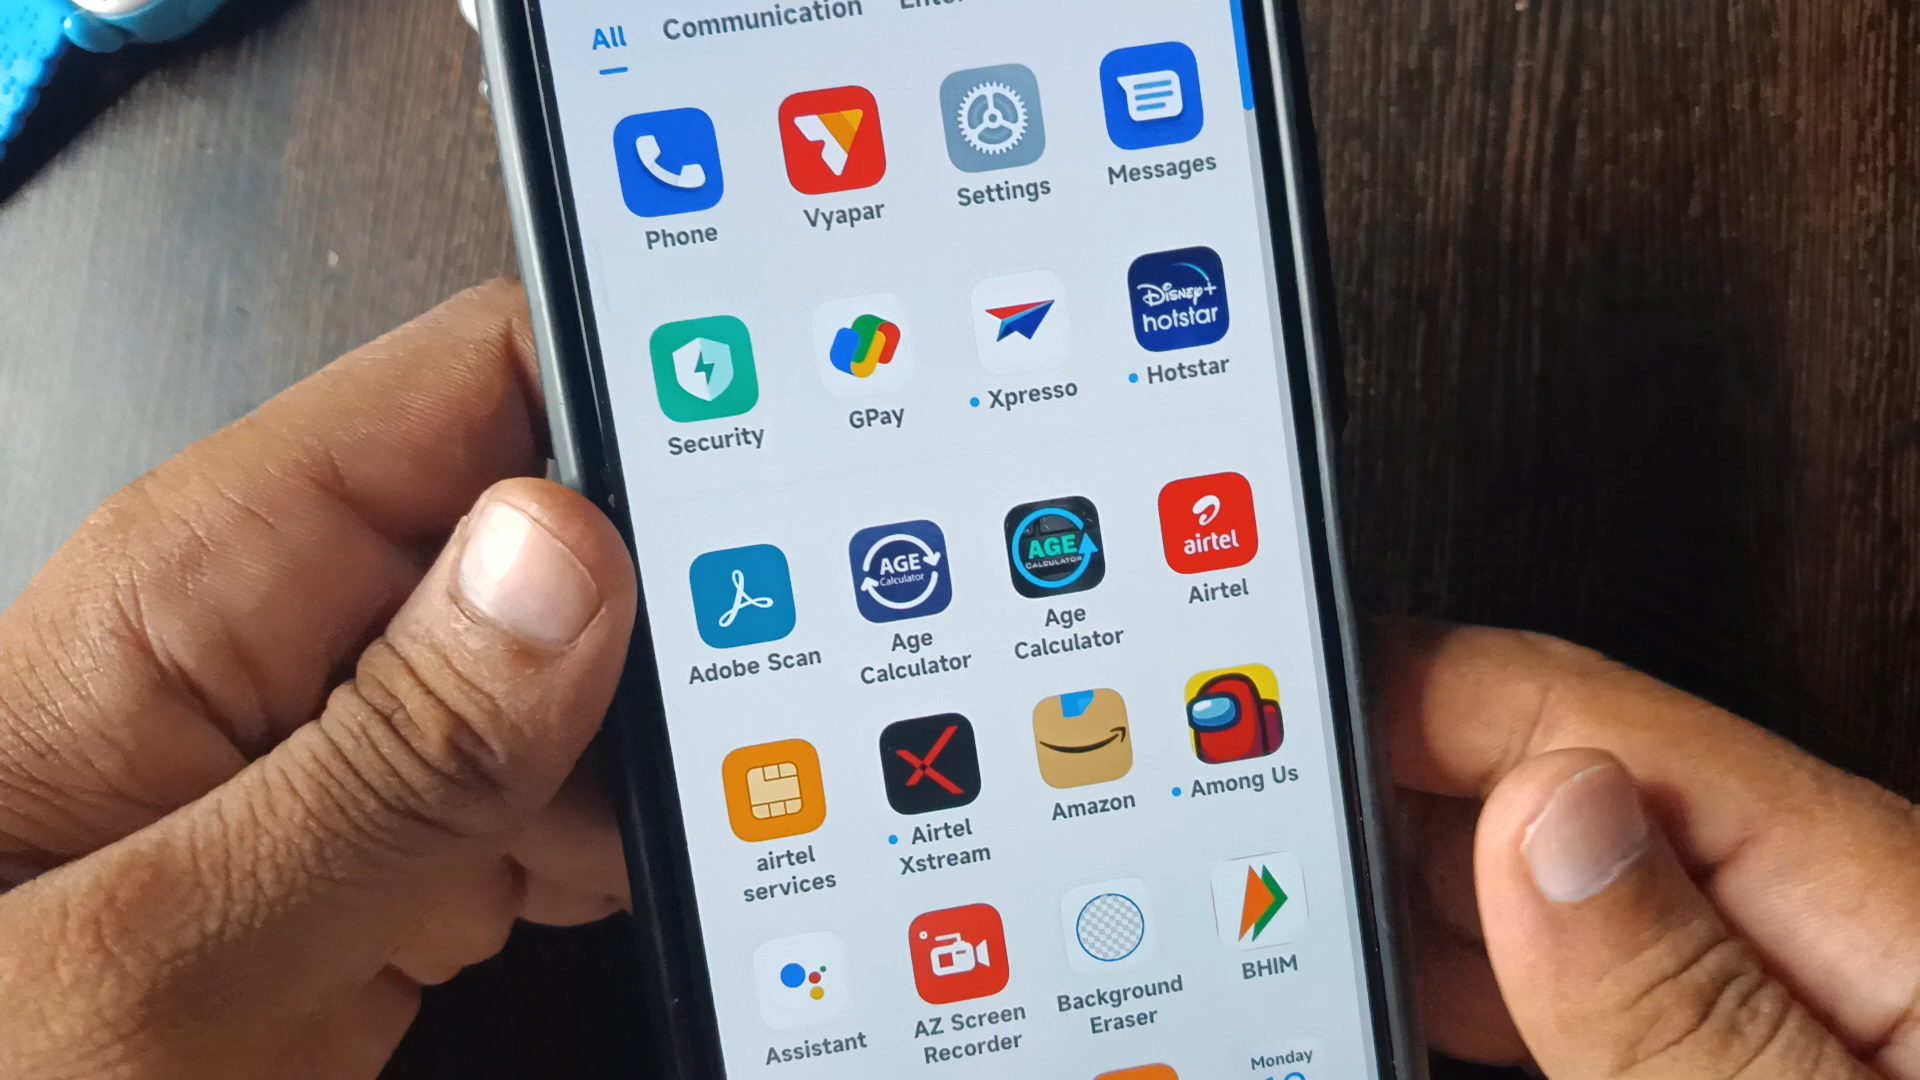 All Communication
Phone
Vyapar
Settings
Messages
Security
GPay
Xpresso
Disney+
hotstar
Hotstar
Adobe Scan
AGE
Calculator
Age
Calculator
AGE
CALCULATOR
Age
Calculator
airtel
Airtel
airtel
services
Airtel
Xstream
Amazon
Among Us
Assistant
AZ Screen
Recorder
Background
Eraser
BHIM
Monday